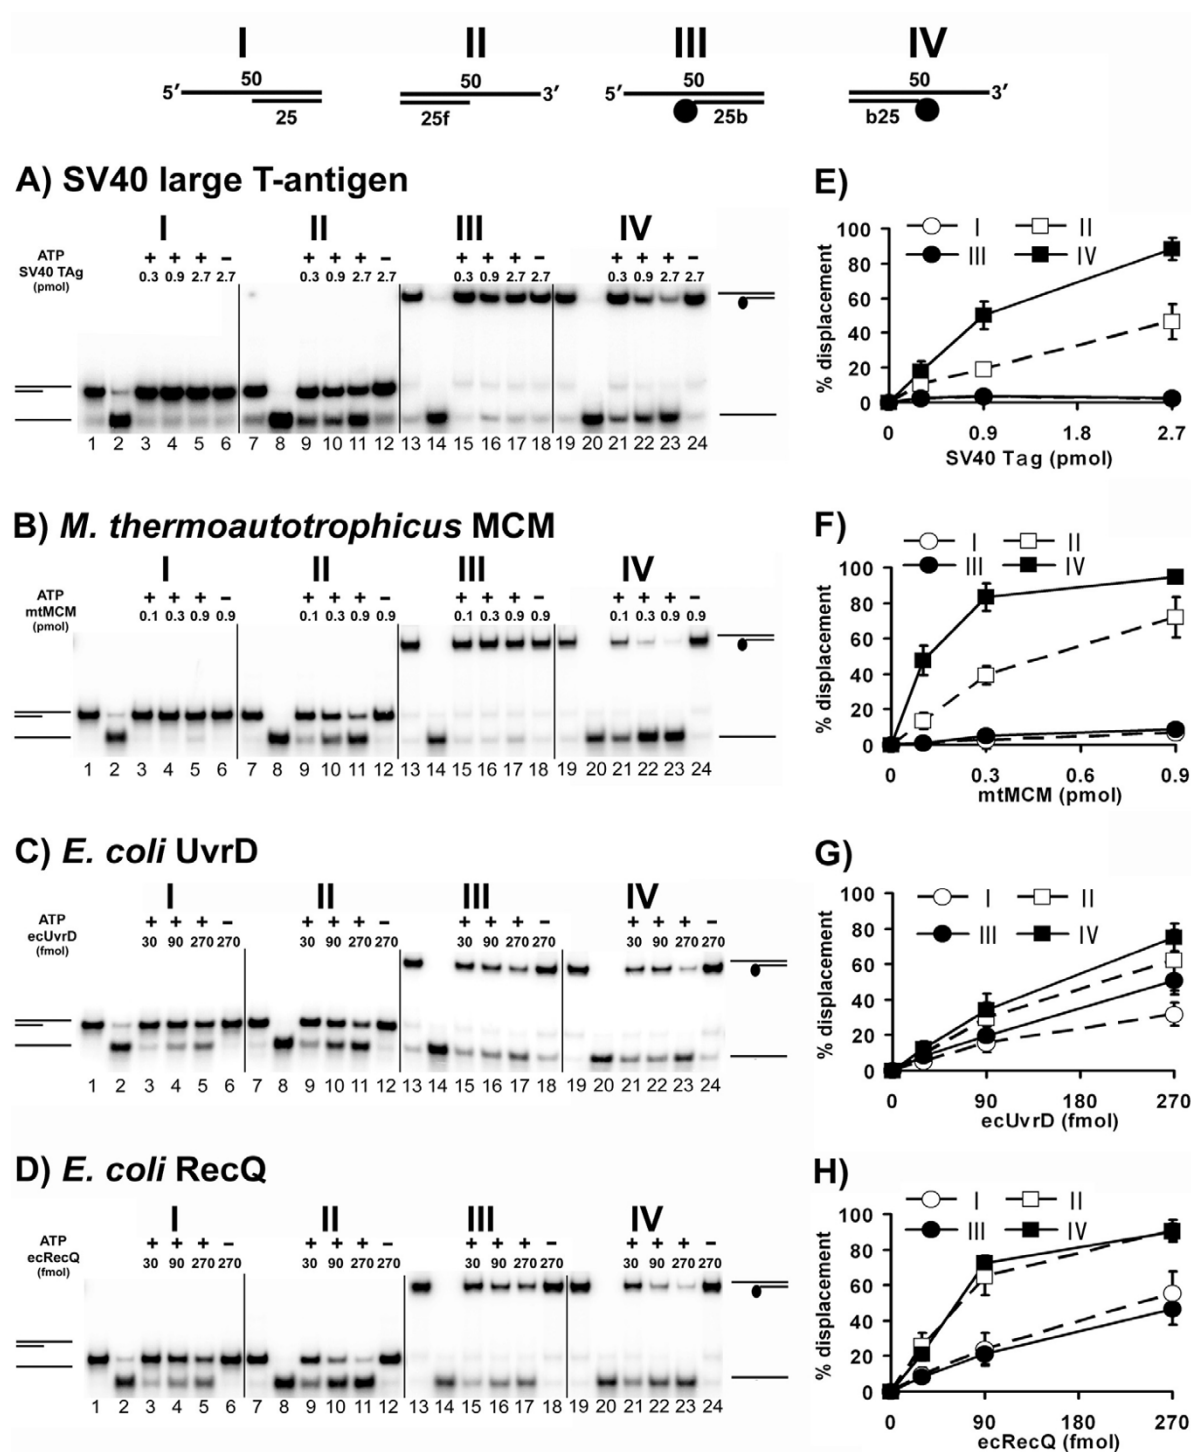 I II III IV
50 50 50 50
5′ 3′ 5′ 3′
25 25f 25b b25
A) SV40 large T-antigen
I II III IV
ATP + + + − + + + − + + + − + + + −
SV40 TAg 0.3 0.9 2.7 2.7 0.3 0.9 2.7 2.7 0.3 0.9 2.7 2.7 0.3 0.9 2.7 2.7
(pmol)
1 2 3 4 5 6 7 8 9 10 11 12 13 14 15 16 17 18 19 20 21 22 23 24
E)
I II
III IV
% displacement
100
80
60
40
20
0
0 0.9 1.8 2.7
SV40 Tag (pmol)
B) M. thermoautotrophicus MCM
I II III IV
ATP + + + − + + + − + + + − + + + −
mtMCM 0.1 0.3 0.9 0.9 0.1 0.3 0.9 0.9 0.1 0.3 0.9 0.9 0.1 0.3 0.9 0.9
(pmol)
1 2 3 4 5 6 7 8 9 10 11 12 13 14 15 16 17 18 19 20 21 22 23 24
F)
I II
III IV
% displacement
100
80
60
40
20
0
0 0.3 0.6 0.9
mtMCM (pmol)
C) E. coli UvrD
I II III IV
ATP + + + − + + + − + + + − + + + −
ecUvrD 30 90 270 270 30 90 270 270 30 90 270 270 30 90 270 270
(fmol)
1 2 3 4 5 6 7 8 9 10 11 12 13 14 15 16 17 18 19 20 21 22 23 24
G)
I II
III IV
% displacement
100
80
60
40
20
0
0 90 180 270
ecUvrD (fmol)
D) E. coli RecQ
I II III IV
ATP + + + − + + + − + + + − + + + −
ecRecQ 30 90 270 270 30 90 270 270 30 90 270 270 30 90 270 270
(fmol)
1 2 3 4 5 6 7 8 9 10 11 12 13 14 15 16 17 18 19 20 21 22 23 24
H)
I II
III IV
% displacement
100
80
60
40
20
0
0 90 180 270
ecRecQ (fmol)